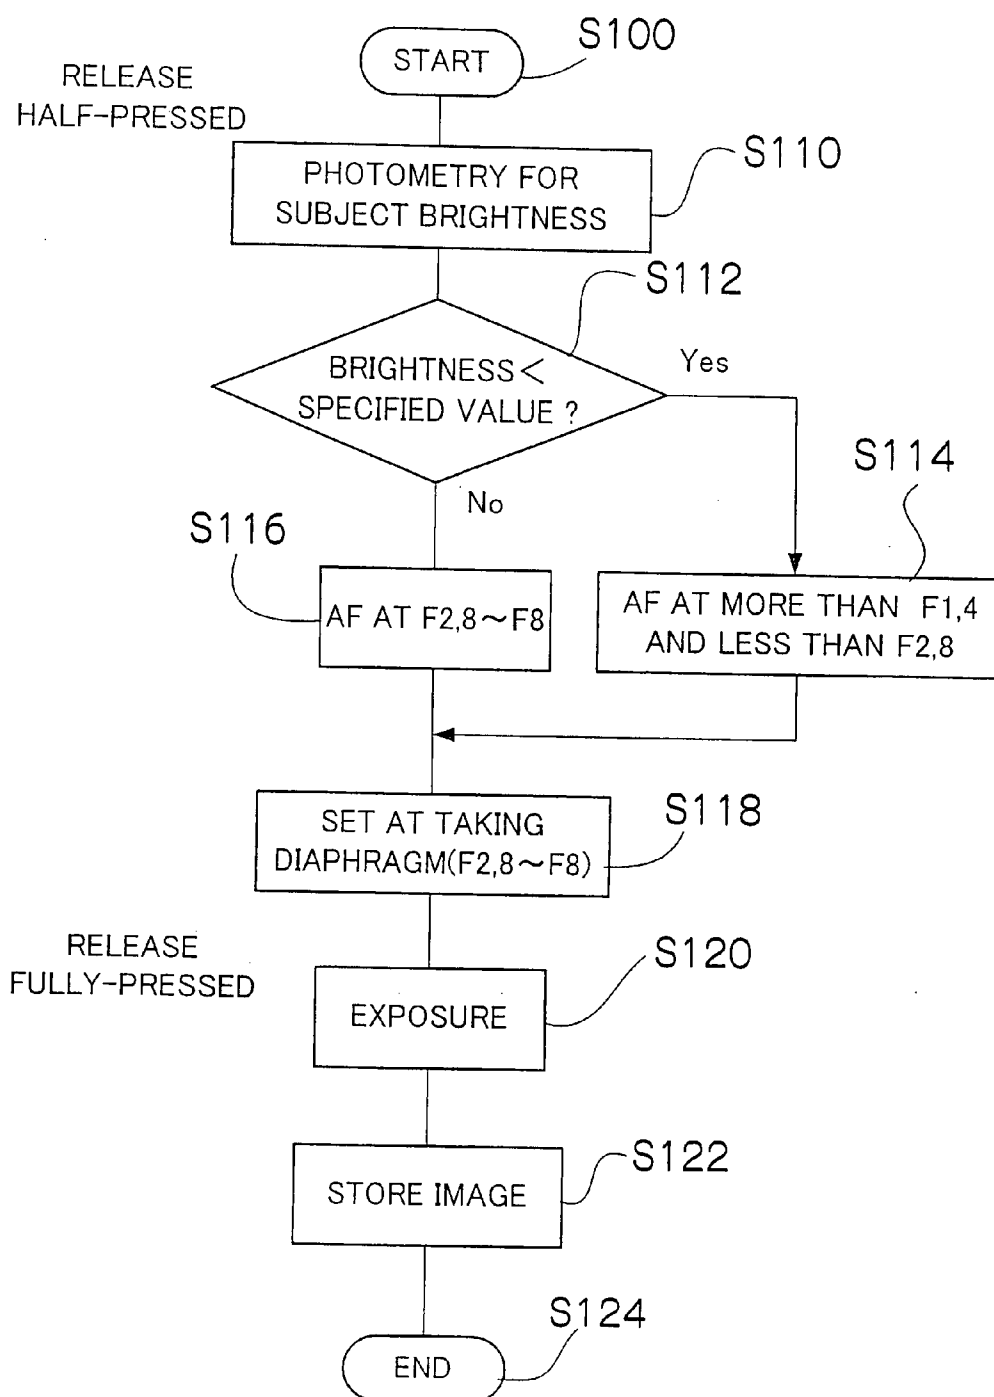 START
S100
RELEASE
HALF-PRESSED
PHOTOMETRY FOR
SUBJECT BRIGHTNESS
S110
S112
BRIGHTNESS<
SPECIFIED VALUE ?
Yes
No
S114
S116
AF AT F2,8~F8
AF AT MORE THAN F1,4
AND LESS THAN F2,8
SET AT TAKING
DIAPHRAGM(F2,8~F8)
S118
RELEASE
FULLY-PRESSED
EXPOSURE
S120
STORE IMAGE
S122
END
S124